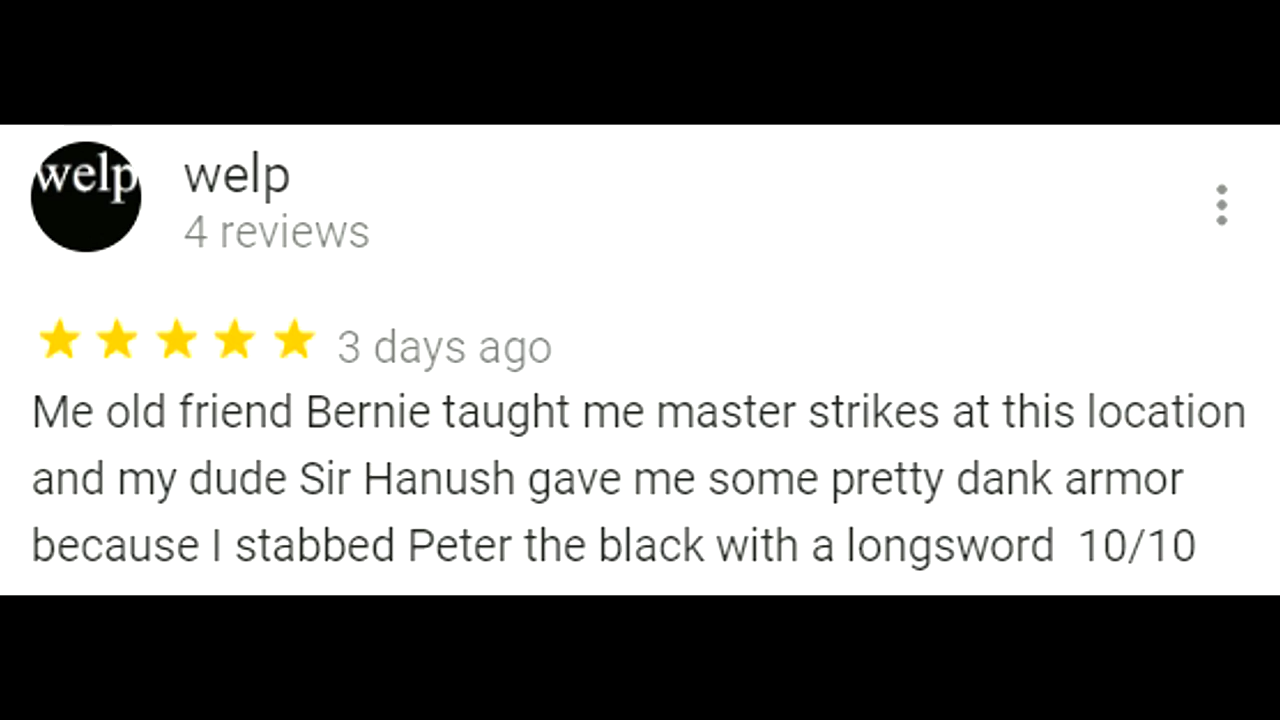 welp
welp
4 reviews
3 days ago
Me old friend Bernie taught me master strikes at this location
and my dude Sir Hanush gave me some pretty dank armor
because I stabbed Peter the black with a longsword  10/10